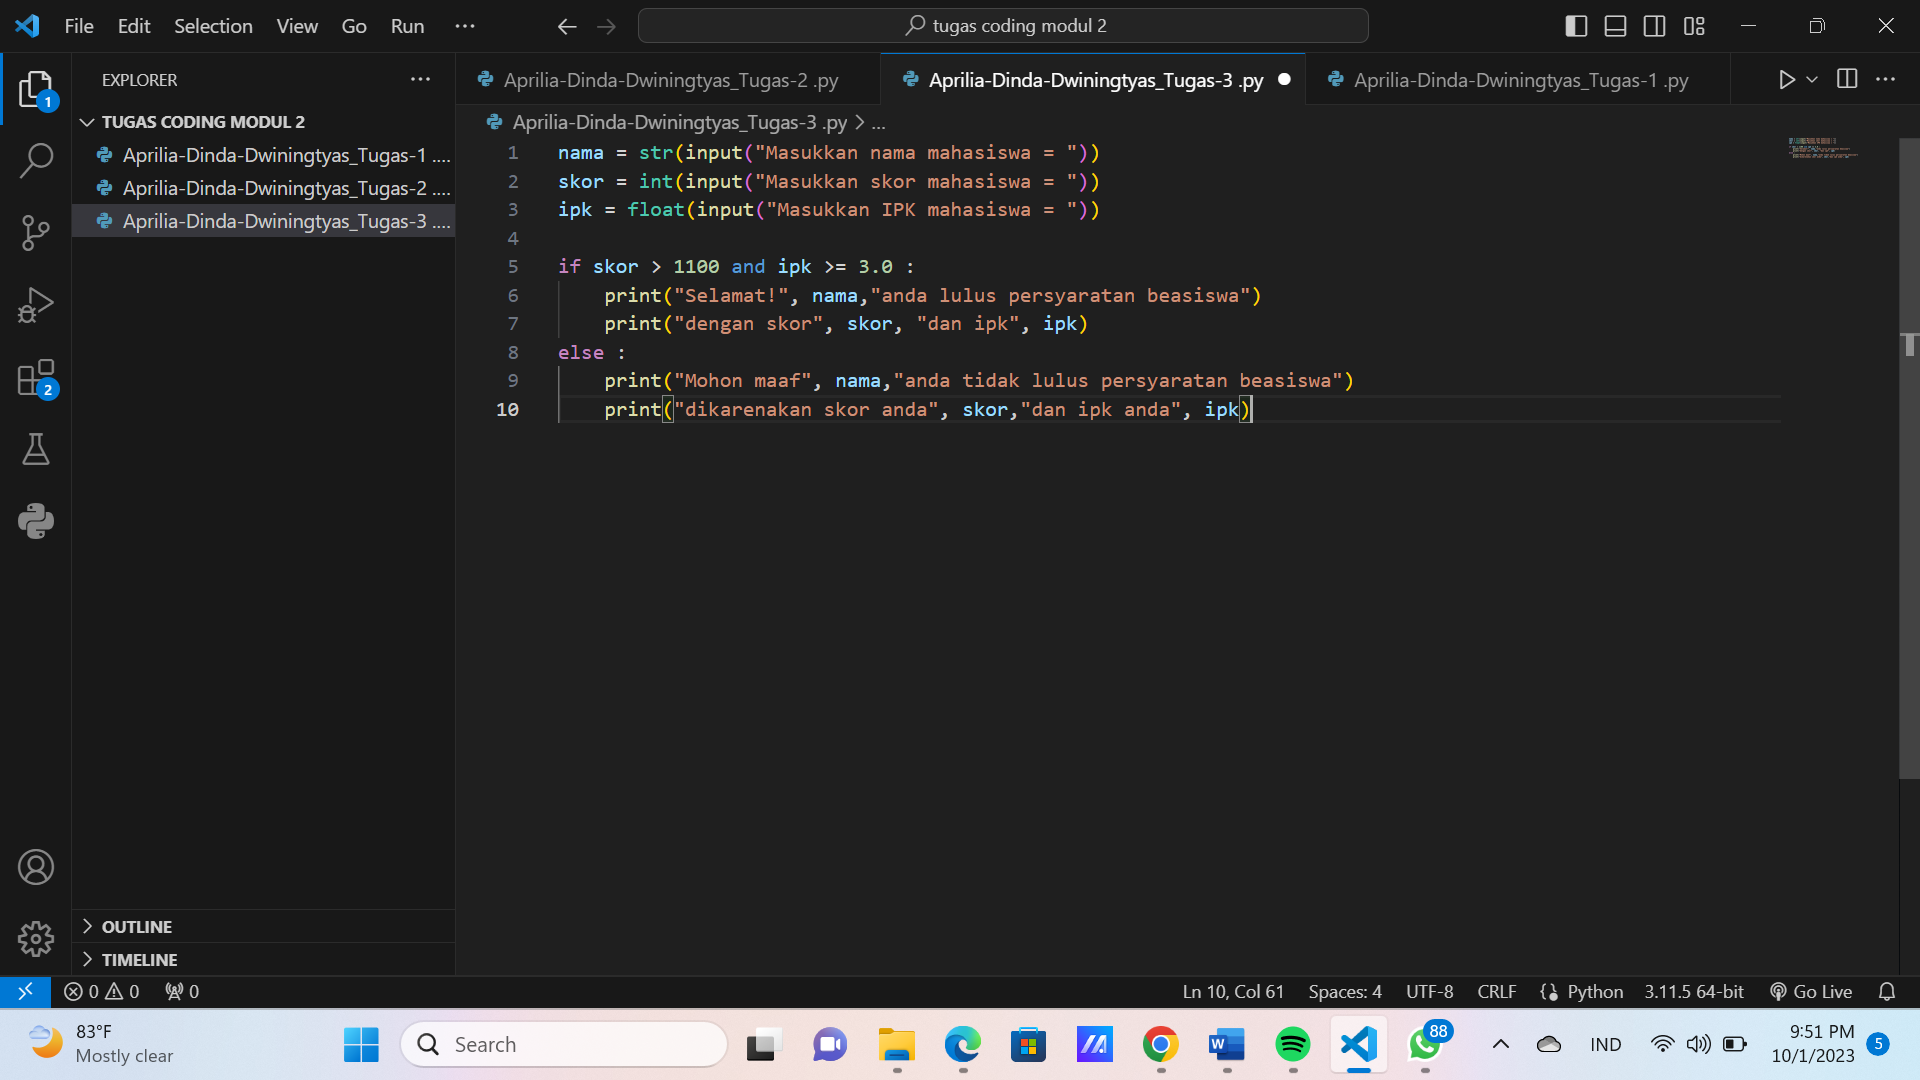 File Edit Selection View Go Run ··· tugas coding modul 2
EXPLORER ···
Aprilia-Dinda-Dwiningtyas_Tugas-2 .py Aprilia-Dinda-Dwiningtyas_Tugas-3 .py Aprilia-Dinda-Dwiningtyas_Tugas-1 .py ···
TUGAS CODING MODUL 2
Aprilia-Dinda-Dwiningtyas_Tugas-1 ....
Aprilia-Dinda-Dwiningtyas_Tugas-2 ....
Aprilia-Dinda-Dwiningtyas_Tugas-3 ....
1
2
Aprilia-Dinda-Dwiningtyas_Tugas-3 .py > ...
1 nama = str(input("Masukkan nama mahasiswa = "))
2 skor = int(input("Masukkan skor mahasiswa = "))
3 ipk = float(input("Masukkan IPK mahasiswa = "))
4
5 if skor > 1100 and ipk >= 3.0 :
6     print("Selamat!", nama,"anda lulus persyaratan beasiswa")
7     print("dengan skor", skor, "dan ipk", ipk)
8 else :
9     print("Mohon maaf", nama,"anda tidak lulus persyaratan beasiswa")
10     print("dikarenakan skor anda", skor,"dan ipk anda", ipk)
OUTLINE
TIMELINE
0 0 0 Ln 10, Col 61 Spaces: 4 UTF-8 CRLF {} Python 3.11.5 64-bit Go Live
83°F
Mostly clear
Search
W
88
IND
9:51 PM
10/1/2023
5